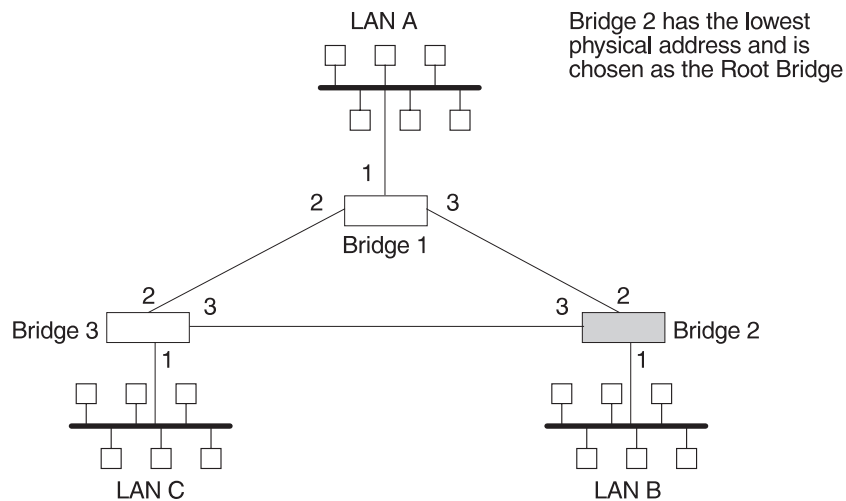 LAN A
Bridge 2 has the lowest
physical address and is
chosen as the Root Bridge
1
2
3
Bridge 1
2
3
3
2
Bridge 3
Bridge 2
1
1
LAN C
LAN B